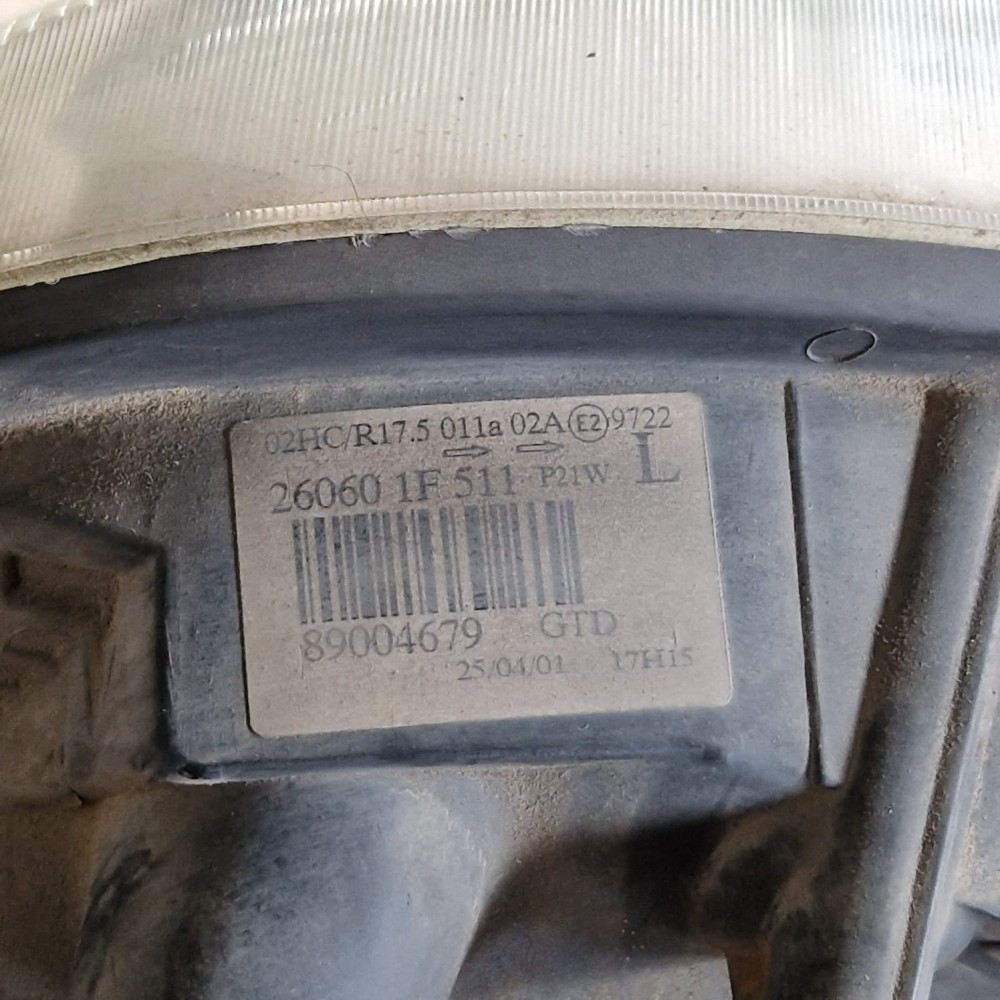 02HC/R17.5 011a 02A E2 9722
26060 1F 511 P21W L
89004679 GTD
25/04/01 17H15